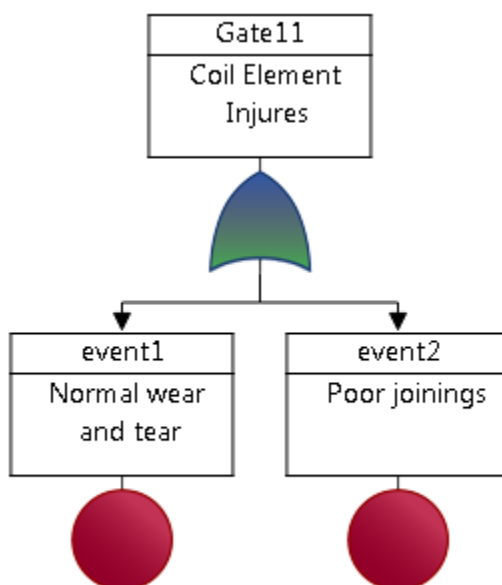 Gate11
Coil Element
Injures
event1
Normal wear
and tear
event2
Poor joinings